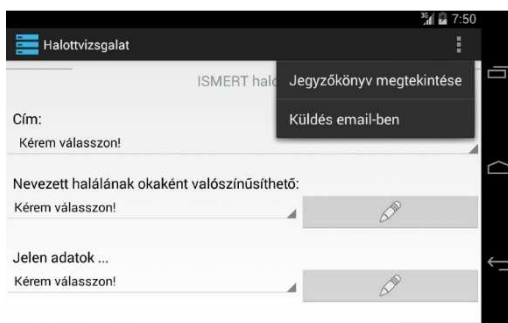 3G 7:50
Halottvizsgalat
ISMERT
Jegyzőkönyv megtekintése
Küldés email-ben
Cím:
Kérem válasszon!
Nevezett halálának okaként valószínűsíthető:
Kérem válasszon!
Jelen adatok ...
Kérem válasszon!